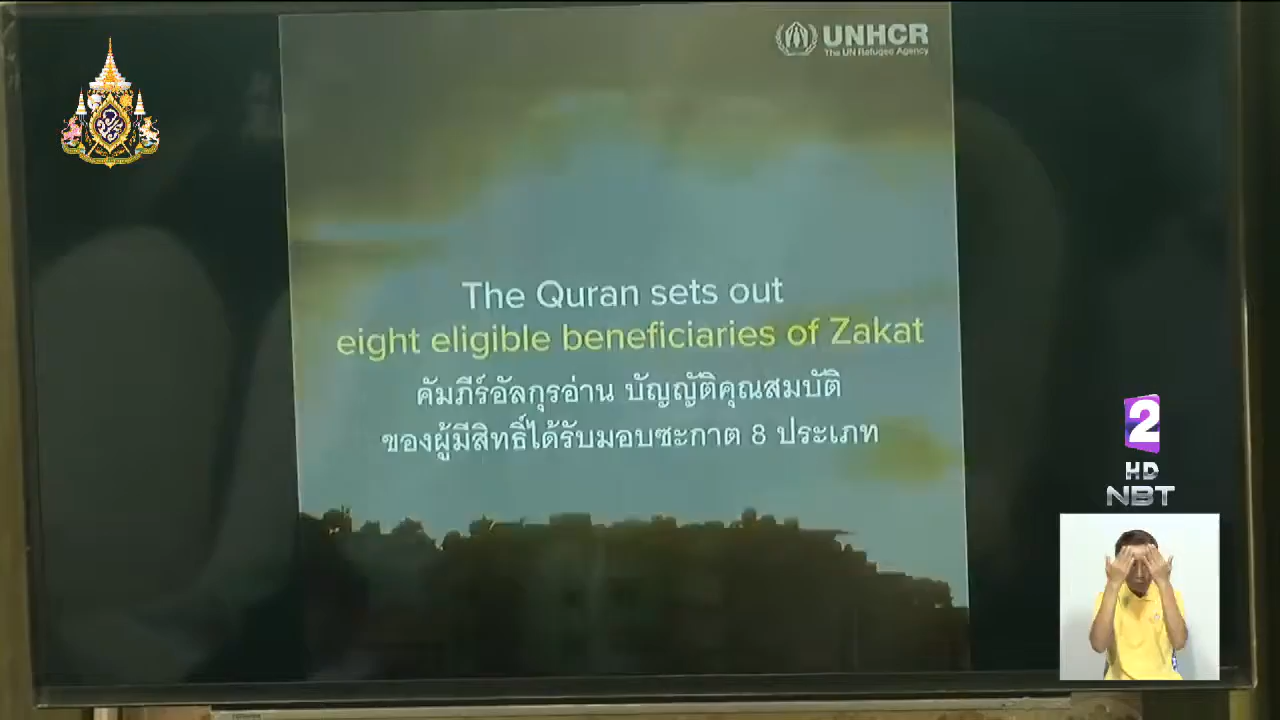 UNHCR
The UN Refugee Agency
The Quran sets out
eight eligible beneficiaries of Zakat
คัมภีร์อัลกุรอ่าน บัญญัติคุณสมบัติ
ของผู้มีสิทธิ์ได้รับมอบซะกาต 8 ประเภท
2
HD
NBT